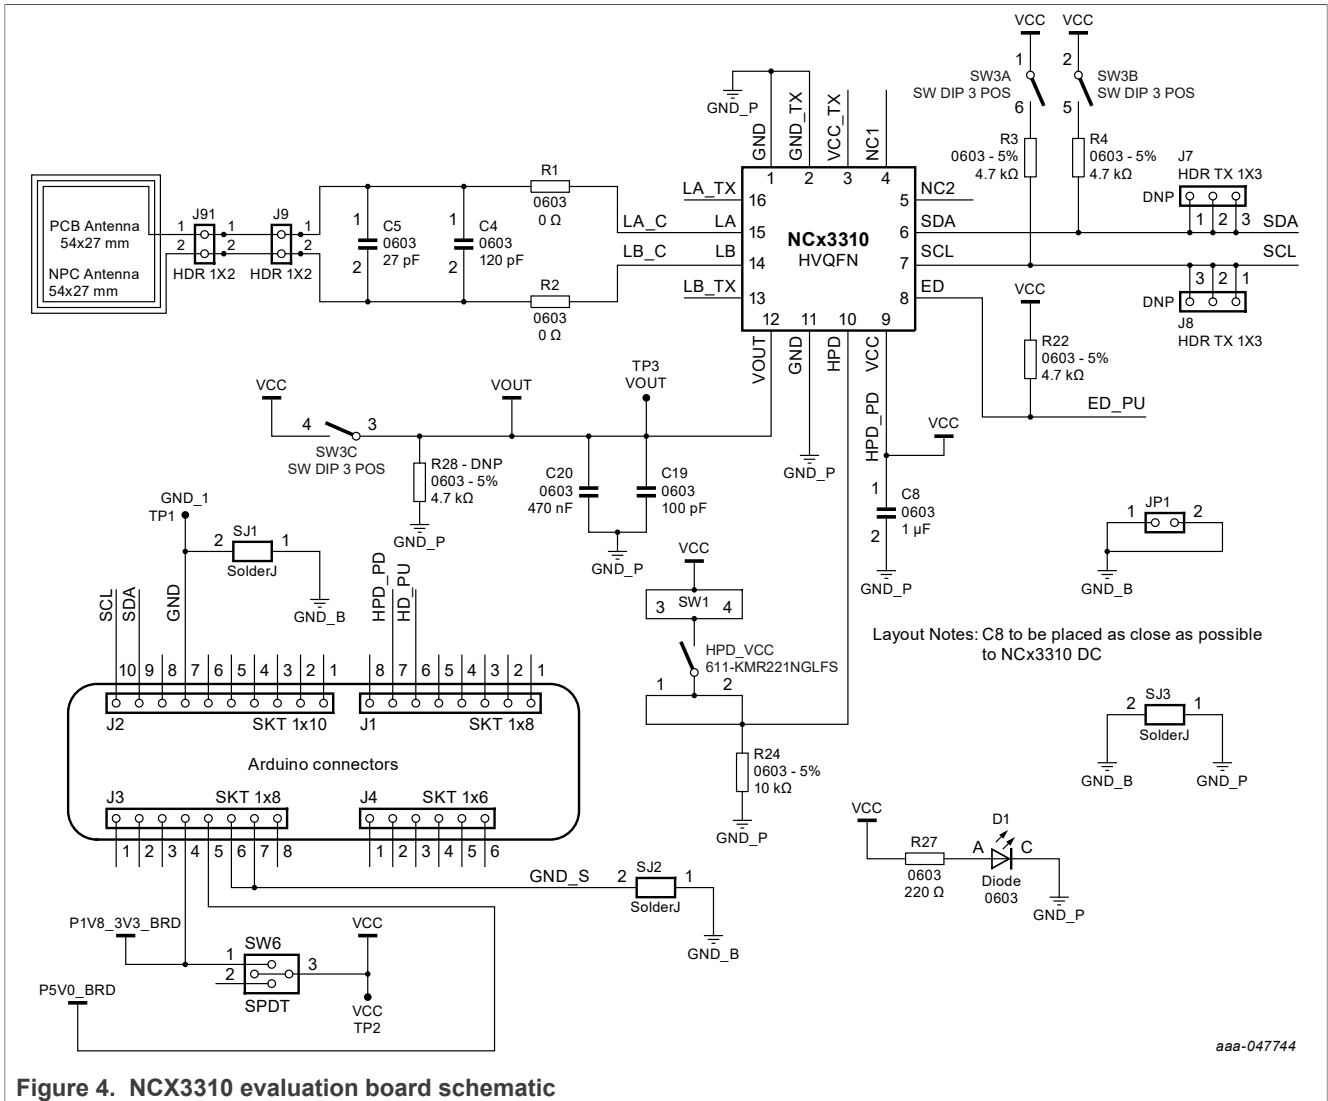 VCC VCC
1 2
SW3A
SW DIP 3 POS
SW3B
SW DIP 3 POS
6 5
GND_P
GND
GND_TX
VCC_TX
NC1
R3
0603 - 5%
4.7 kΩ
R4
0603 - 5%
4.7 kΩ
J7
HDR TX 1X3
DNP
1 2 3
SDA
PCB Antenna
54x27 mm
NPC Antenna
54x27 mm
1
2
J91
1
2
HDR 1X2
1
2
J9
1
2
HDR 1X2
1
C5
0603
27 pF
2
1
C4
0603
120 pF
2
R1
0603
0 Ω
R2
0603
0 Ω
LA_C
LB_C
LA_TX
LA
LB
LB_TX
1 2 3 4
16
15
14
13
NCx3310
HVQFN
5
6
7
8
12 11 10 9
NC2
SDA
SCL
ED
VOUT
GND
HPD
VCC
SCL
3 2 1
DNP
J8
HDR TX 1X3
VCC
R22
0603 - 5%
4.7 kΩ
ED_PU
VCC
4 3
SW3C
SW DIP 3 POS
VOUT
TP3
VOUT
R28 - DNP
0603 - 5%
4.7 kΩ
GND_P
C20
0603
470 nF
C19
0603
100 pF
GND_P
GND_P
HPD_PD
VCC
1
C8
0603
1 µF
2
GND_P
JP1
1 2
GND_B
GND_1
TP1
2
SJ1
1
SolderJ
GND_B
SCL
SDA
GND
HPD_PD
HD_PU
VCC
3 SW1 4
HPD_VCC
611-KMR221NGLFS
1 2
R24
0603 - 5%
10 kΩ
GND_P
Layout Notes: C8 to be placed as close as possible
to NCx3310 DC
10 9 8 7 6 5 4 3 2 1
8 7 6 5 4 3 2 1
J2 SKT 1x10
J1 SKT 1x8
Arduino connectors
J3 SKT 1x8
J4 SKT 1x6
1 2 3 4 5 6 7 8
1 2 3 4 5 6
2
SJ3
1
SolderJ
GND_B
GND_P
VCC
R27
0603
220 Ω
D1
A C
Diode
0603
GND_P
GND_S
2
SJ2
1
SolderJ
GND_B
P1V8_3V3_BRD
P5V0_BRD
SW6
1
2
3
SPDT
VCC
VCC
TP2
aaa-047744
Figure 4. NCX3310 evaluation board schematic